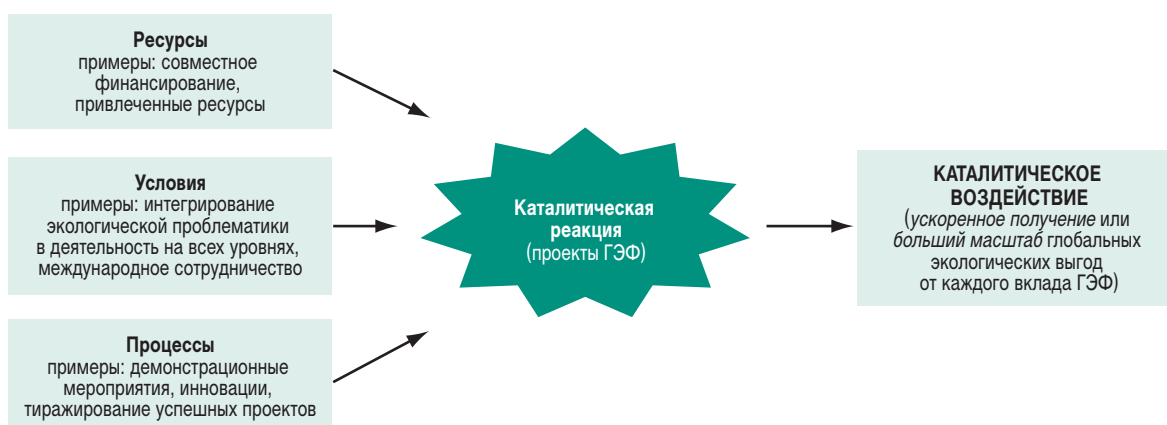 Ресурсы
примеры: совместное
финансирование,
привлеченные ресурсы
Условия
примеры: интегрирование
экологической проблематики
в деятельность на всех уровнях,
международное сотрудничество
Процессы
примеры: демонстрационные
мероприятия, инновации,
тиражирование успешных проектов
Каталитическая
реакция
(проекты ГЭФ)
КАТАЛИТИЧЕСКОЕ
ВОЗДЕЙСТВИЕ
(ускоренное получение или
больший масштаб глобальных
экологических выгод
от каждого вклада ГЭФ)